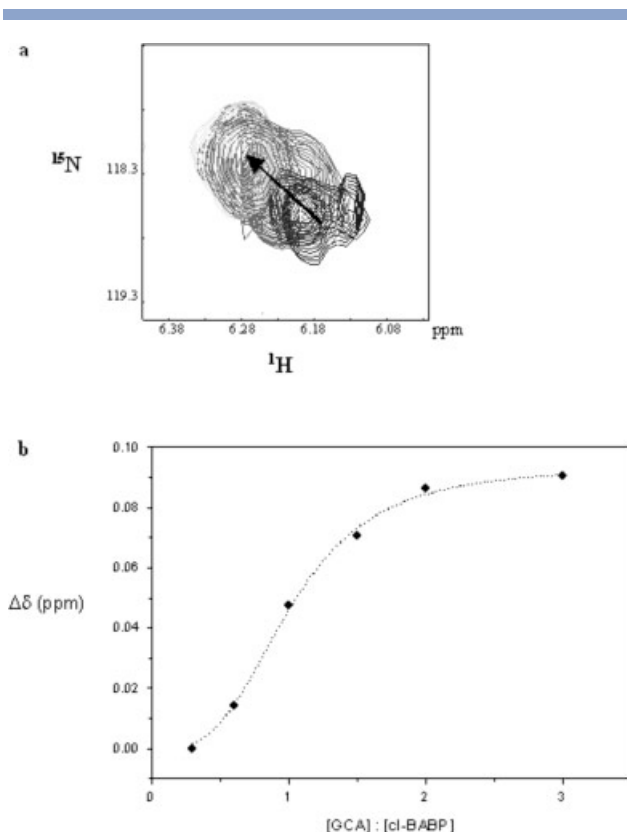 a
¹⁵N
118.3
119.3
6.38 6.28 6.18 6.08 ppm
¹H
b
0.10
0.08
0.06
Δδ (ppm)
0.04
0.02
0.00
0 1 2 3
[GCA] : [cl-BABP]